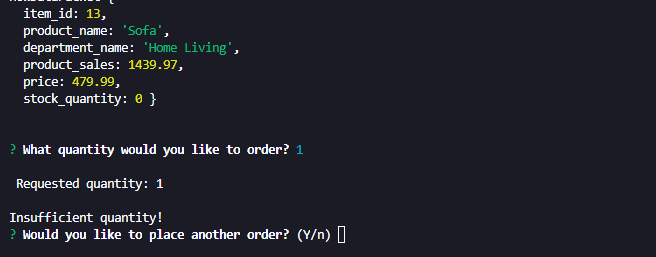 item_id: 13,
product_name: 'Sofa',
department_name: 'Home Living',
product_sales: 1439.97,
price: 479.99,
stock_quantity: 0 }
? What quantity would you like to order? 1
Requested quantity: 1
Insufficient quantity!
? Would you like to place another order? (Y/n)